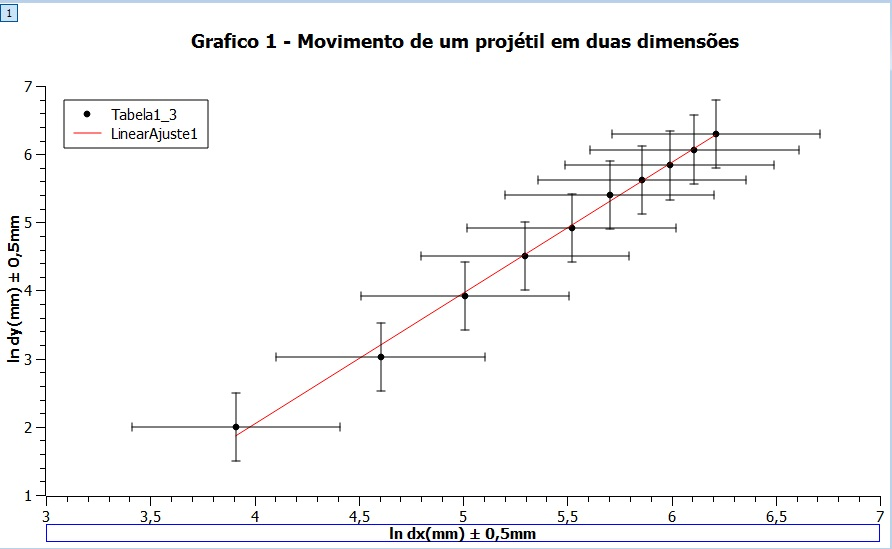 1
Grafico 1 - Movimento de um projétil em duas dimensões
Tabela1_3
LinearAjuste1
ln dy(mm) ± 0,5mm
7
6
5
4
3
2
1
3 3,5 4 4,5 5 5,5 6 6,5 7
ln dx(mm) ± 0,5mm